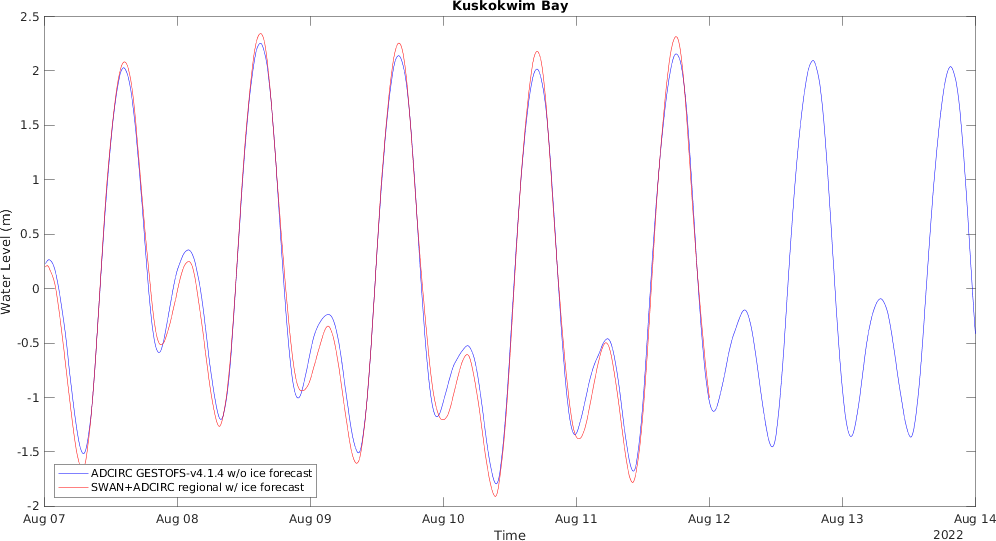 Kuskokwim Bay
2.5
2
1.5
1
0.5
0
-0.5
-1
-1.5
-2
Water Level (m)
ADCIRC GESTOFS-v4.1.4 w/o ice forecast
SWAN+ADCIRC regional w/ ice forecast
Aug 07 Aug 08 Aug 09 Aug 10 Aug 11 Aug 12 Aug 13 Aug 14
Time
2022